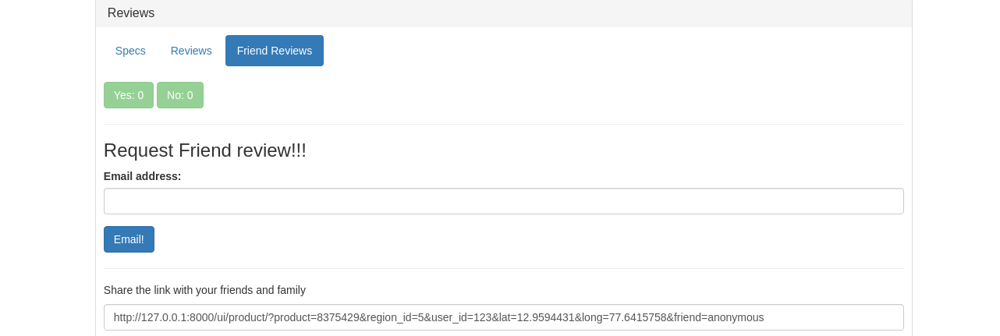 Reviews
Specs Reviews Friend Reviews
Yes: 0 No: 0
Request Friend review!!!
Email address:
Email!
Share the link with your friends and family
http://127.0.0.1:8000/ui/product/?product=8375429&region_id=5&user_id=123&lat=12.9594431&long=77.6415758&friend=anonymous